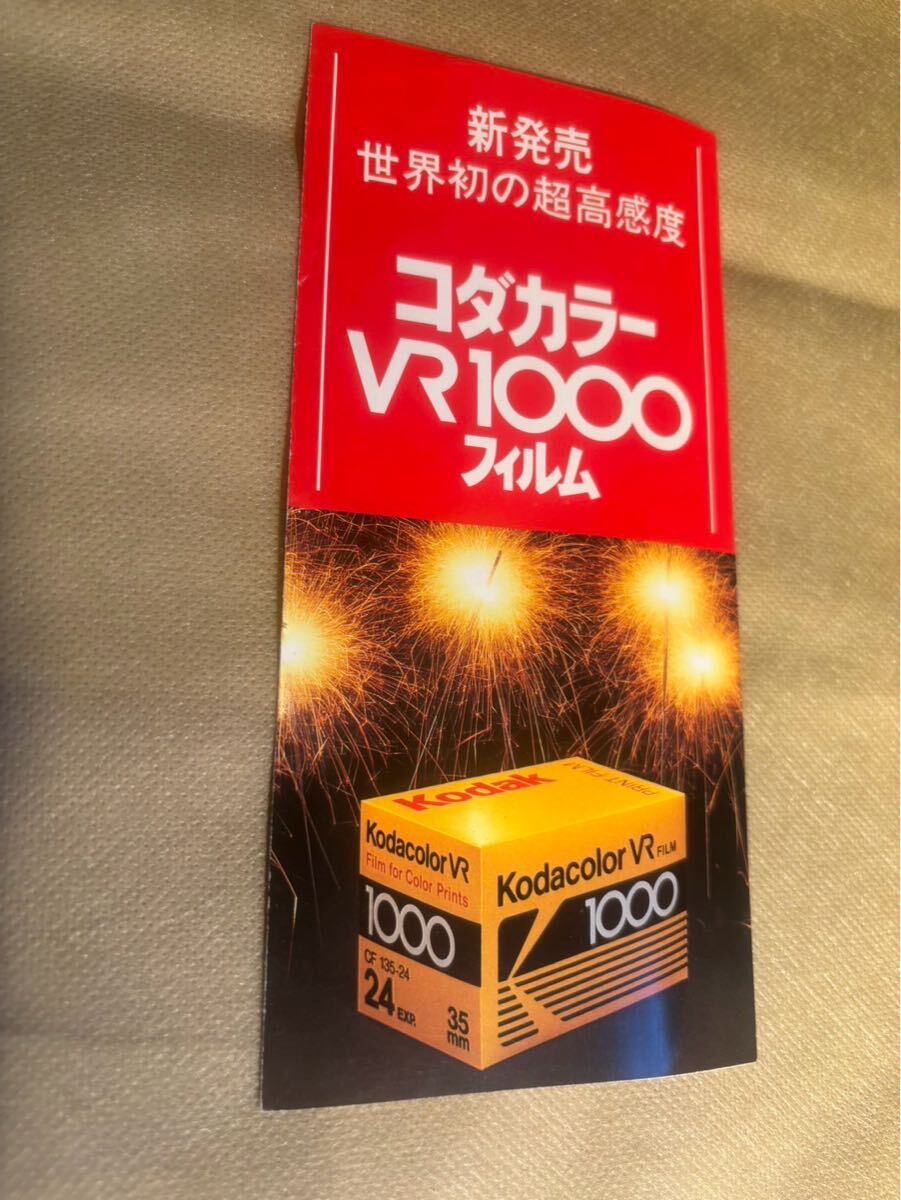 新発売
世界初の超高感度
コダカラー
VR1000
フィルム
Kodak
PRINT FILM
KodacolorVR
Film for Color Prints
1000
CF 135-24
24 EXP.
35
mm
Kodacolor VR FILM
1000